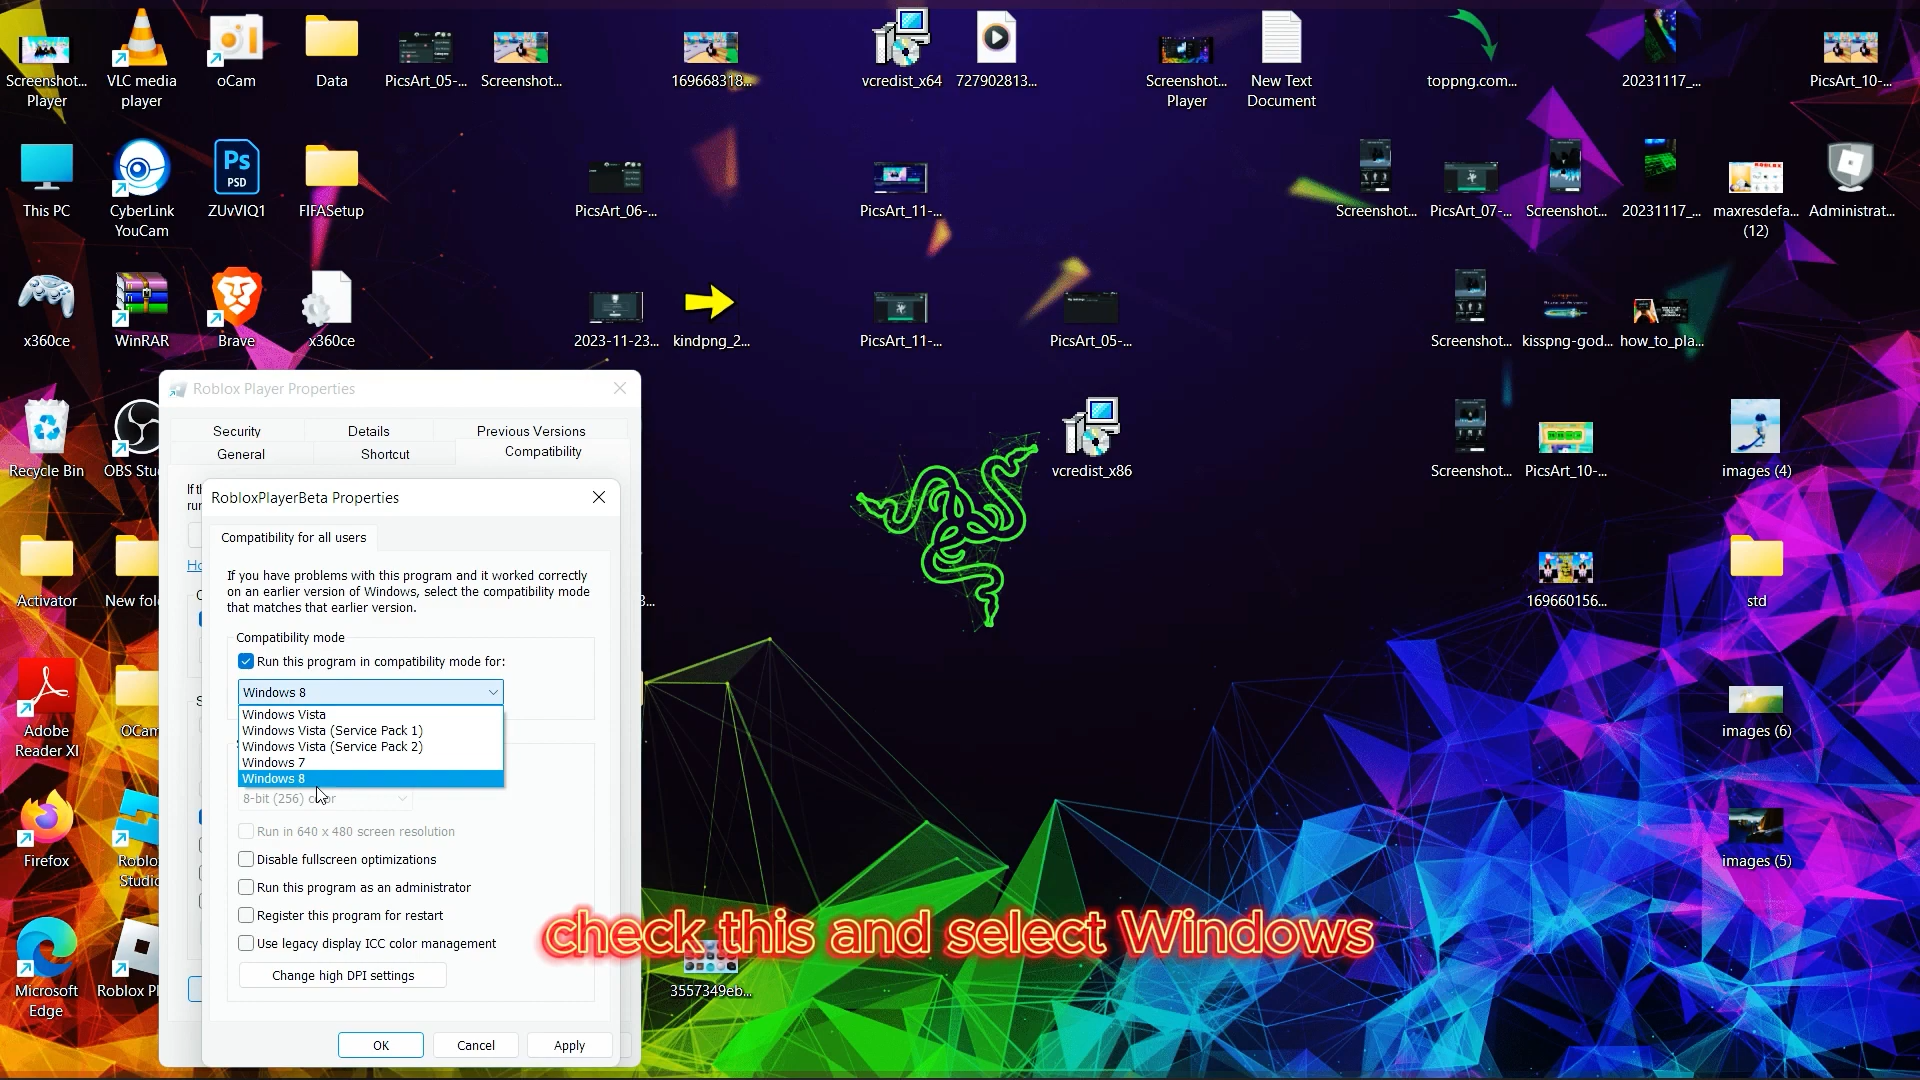 Screenshot...
Player
VLC media
player
oCam
Data
PicsArt_05-...
Screenshot...
169668318...
vcredist_x64
727902813...
Screenshot...
Player
New Text
Document
toppng.com...
20231117_...
PicsArt_10-...
This PC
CyberLink
YouCam
Ps
PSD
ZUvVIQ1
FIFASetup
PicsArt_06-...
PicsArt_11-...
Screenshot...
PicsArt_07-...
Screenshot...
20231117_...
maxresdefa...
(12)
Administrat...
x360ce
WinRAR
Brave
x360ce
2023-11-23...
kindpng_2...
PicsArt_11-...
PicsArt_05-...
Screenshot...
kisspng-god...
how_to_pla...
Recycle Bin
OBS Stu
vcredist_x86
Screenshot...
PicsArt_10-...
images (4)
Activator
New fol
3...
169660156...
std
Adobe
Reader XI
OCam
images (6)
Firefox
Roblo
Studio
images (5)
Microsoft
Edge
Roblox Pl
3557349eb...
Roblox Player Properties
Security
Details
Previous Versions
General
Shortcut
Compatibility
If th
run
Ho
RobloxPlayerBeta Properties
Compatibility for all users
If you have problems with this program and it worked correctly
on an earlier version of Windows, select the compatibility mode
that matches that earlier version.
Compatibility mode
Run this program in compatibility mode for:
Windows 8
Windows Vista
Windows Vista (Service Pack 1)
Windows Vista (Service Pack 2)
Windows 7
Windows 8
8-bit (256) color
Run in 640 x 480 screen resolution
Disable fullscreen optimizations
Run this program as an administrator
Register this program for restart
Use legacy display ICC color management
Change high DPI settings
OK
Cancel
Apply
check this and select Windows